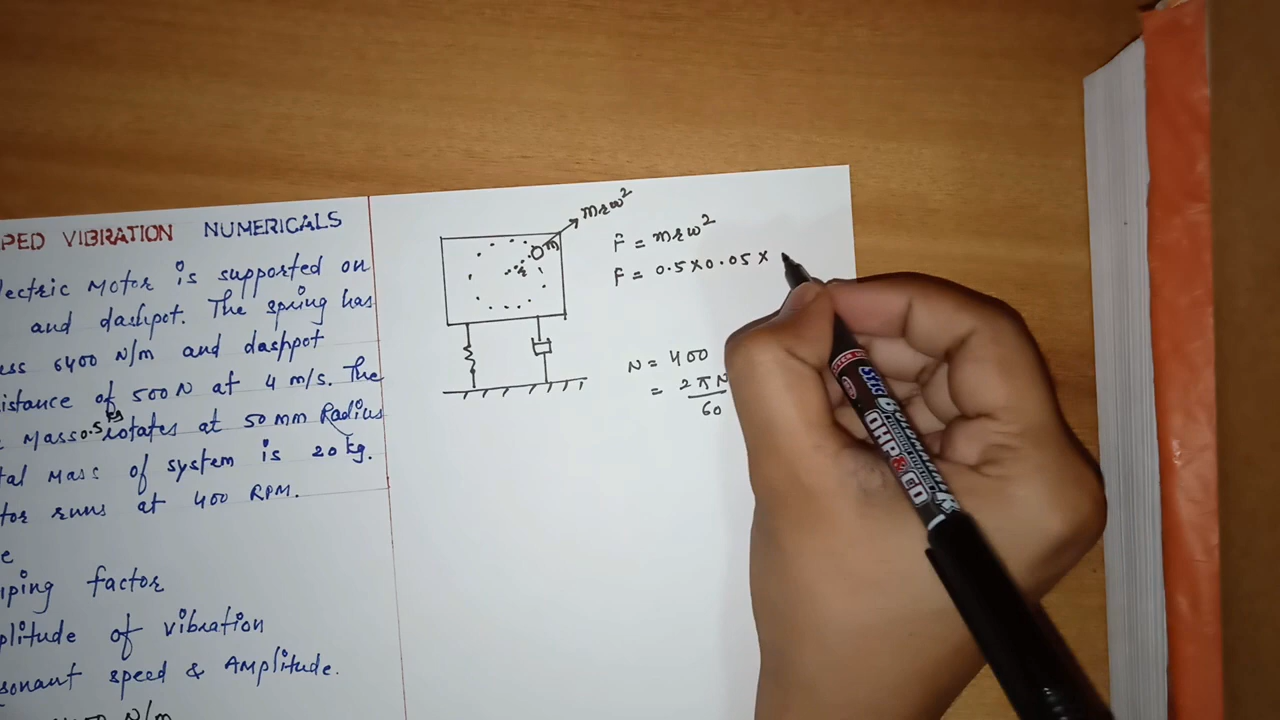 PED VIBRATION NUMERICALS
lectric Motor is supported on
and dashpot. The spring has
ess 6400 N/m and dashpot
istance of 500 N at 4 m/s. The
Mass 0.5 kg rotates at 50 mm Radius
tal Mass of system is 20 kg.
tor runs at 400 RPM.
e
ping factor
plitude of vibration
sonant speed & Amplitude.
N/m
mrω²
m
r
F = mrω²
F = 0.5 × 0.05 ×
N = 400
= 2πN
60
OHP & CD